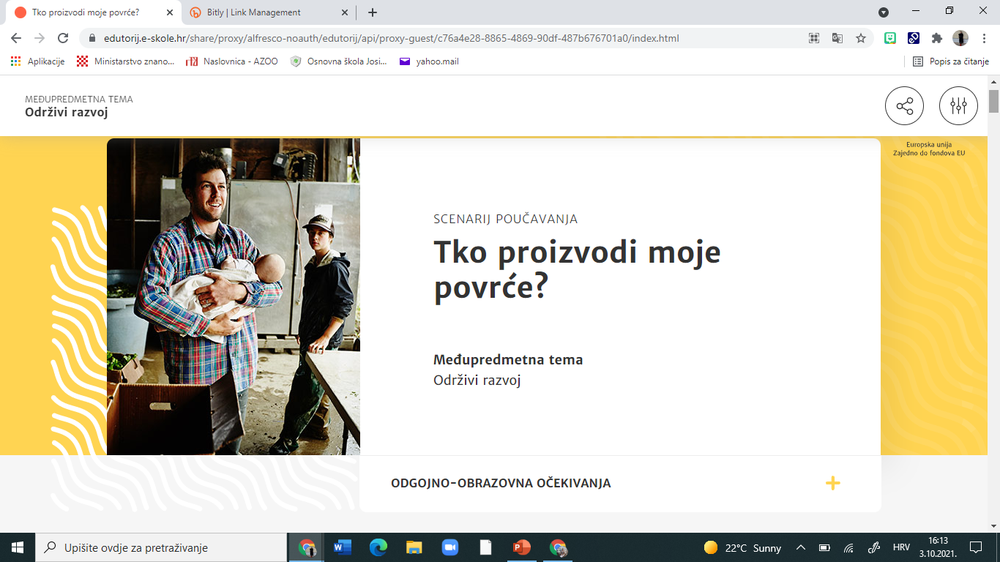 Tko proizvodi moje povrće?
Bitly | Link Management
edutorij.e-skole.hr/share/proxy/alfresco-noauth/edutorij/api/proxy-guest/c76a4e28-8865-4869-90df-487b676701a0/index.html
Aplikacije
Ministarstvo znano...
Naslovnica - AZOO
Osnovna škola Josi...
yahoo.mail
Popis za čitanje
MEĐUPREDMETNA TEMA
Održivi razvoj
Europska unija
Zajedno do fondova EU
SCENARIJ POUČAVANJA
Tko proizvodi moje
povrće?
Međupredmetna tema
Održivi razvoj
ODGOJNO-OBRAZOVNA OČEKIVANJA
Upišite ovdje za pretraživanje
22°C Sunny
HRV
16:13
3.10.2021.